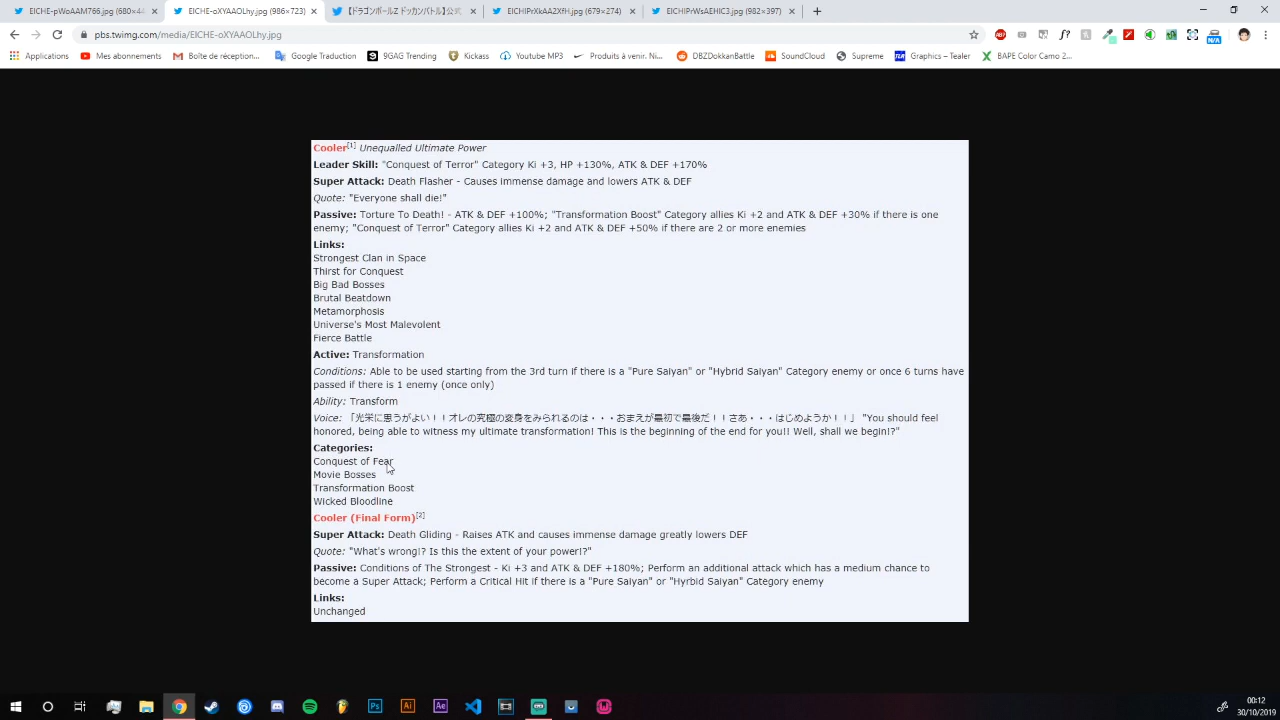 EICHE-pWoAAM766.jpg (680×44
EICHE-oXYAAOLhy.jpg (986×723)
【ドラゴンボールZ ドッカンバトル】公式
EICHIPrXkAA2XfH.jpg (679×274)
EICHIPrWsAEHIC3.jpg (982×397)
pbs.twimg.com/media/EICHE-oXYAAOLhy.jpg
Applications
Mes abonnements
Boîte de réception...
Google Traduction
9GAG Trending
Kickass
Youtube MP3
Produits à venir. Ni...
DBZDokkanBattle
SoundCloud
Supreme
Graphics – Tealer
BAPE Color Camo 2...
Cooler[1] Unequalled Ultimate Power
Leader Skill: "Conquest of Terror" Category Ki +3, HP +130%, ATK & DEF +170%
Super Attack: Death Flasher - Causes immense damage and lowers ATK & DEF
Quote: "Everyone shall die!"
Passive: Torture To Death! - ATK & DEF +100%; "Transformation Boost" Category allies Ki +2 and ATK & DEF +30% if there is one
enemy; "Conquest of Terror" Category allies Ki +2 and ATK & DEF +50% if there are 2 or more enemies
Links:
Strongest Clan in Space
Thirst for Conquest
Big Bad Bosses
Brutal Beatdown
Metamorphosis
Universe's Most Malevolent
Fierce Battle
Active: Transformation
Conditions: Able to be used starting from the 3rd turn if there is a "Pure Saiyan" or "Hybrid Saiyan" Category enemy or once 6 turns have
passed if there is 1 enemy (once only)
Ability: Transform
Voice: 「光栄に思うがよい！！オレの究極の変身をみられるのは・・・おまえが最初で最後だ！！さあ・・・はじめようか！！」 "You should feel
honored, being able to witness my ultimate transformation! This is the beginning of the end for you!! Well, shall we begin!?"
Categories:
Conquest of Fear
Movie Bosses
Transformation Boost
Wicked Bloodline
Cooler (Final Form)[2]
Super Attack: Death Gliding - Raises ATK and causes immense damage greatly lowers DEF
Quote: "What's wrong!? Is this the extent of your power!?"
Passive: Conditions of The Strongest - Ki +3 and ATK & DEF +180%; Perform an additional attack which has a medium chance to
become a Super Attack; Perform a Critical Hit if there is a "Pure Saiyan" or "Hyrbid Saiyan" Category enemy
Links:
Unchanged
00:12
30/10/2019